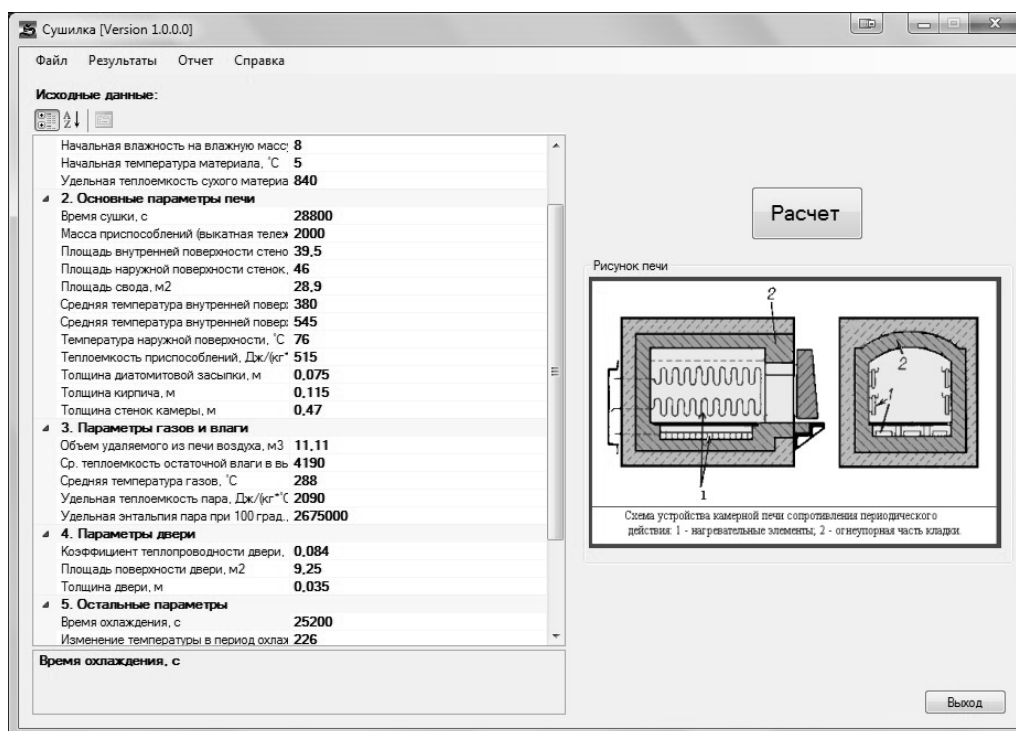 Сушилка [Version 1.0.0.0]
Файл Результаты Отчет Справка
Исходные данные:
Начальная влажность на влажную масс 8
Начальная температура материала, °C 5
Удельная теплоемкость сухого материа 840
2. Основные параметры печи
Время сушки, с 28800
Масса приспособлений (выкатная тележ 2000
Площадь внутренней поверхности стено 39,5
Площадь наружной поверхности стенок, 46
Площадь свода, м2 28,9
Средняя температура внутренней повер 380
Средняя температура внутренней повер 545
Температура наружной поверхности, °C 76
Теплоемкость приспособлений, Дж/(кг* 515
Толщина диатомитовой засыпки, м 0,075
Толщина кирпича, м 0,115
Толщина стенок камеры, м 0,47
3. Параметры газов и влаги
Объем удаляемого из печи воздуха, м3 11,11
Ср. теплоемкость остаточной влаги в вь 4190
Средняя температура газов, °C 288
Удельная теплоемкость пара, Дж/(кг*°C 2090
Удельная энтальпия пара при 100 град., 2675000
4. Параметры двери
Коэффициент теплопроводности двери, 0,084
Площадь поверхности двери, м2 9,25
Толщина двери, м 0,035
5. Остальные параметры
Время охлаждения, с 25200
Изменение температуры в период охлаж 226
Время охлаждения, с
Расчет
Рисунок печи
2
2
1
1
Схема устройства камерной печи сопротивления периодического
действия: 1 - нагревательные элементы; 2 - огнеупорная часть кладки.
Выход